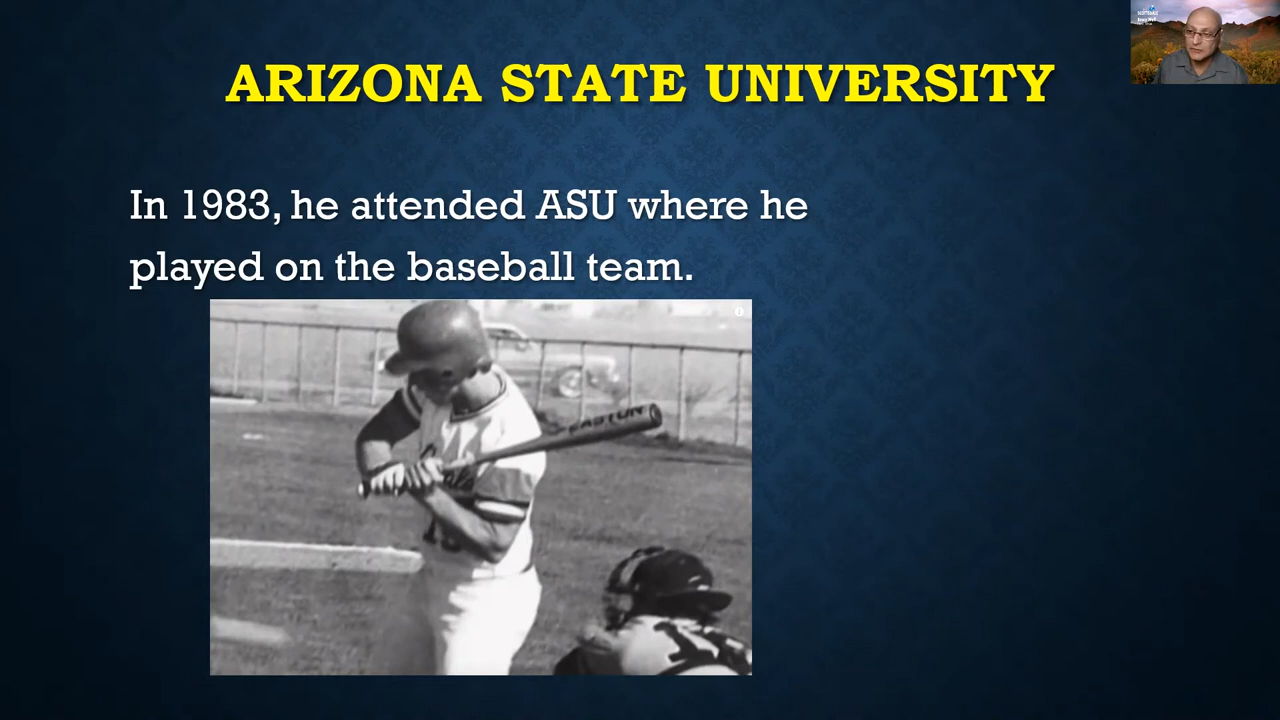 ARIZONA STATE UNIVERSITY
In 1983, he attended ASU where he
played on the baseball team.
EASTON